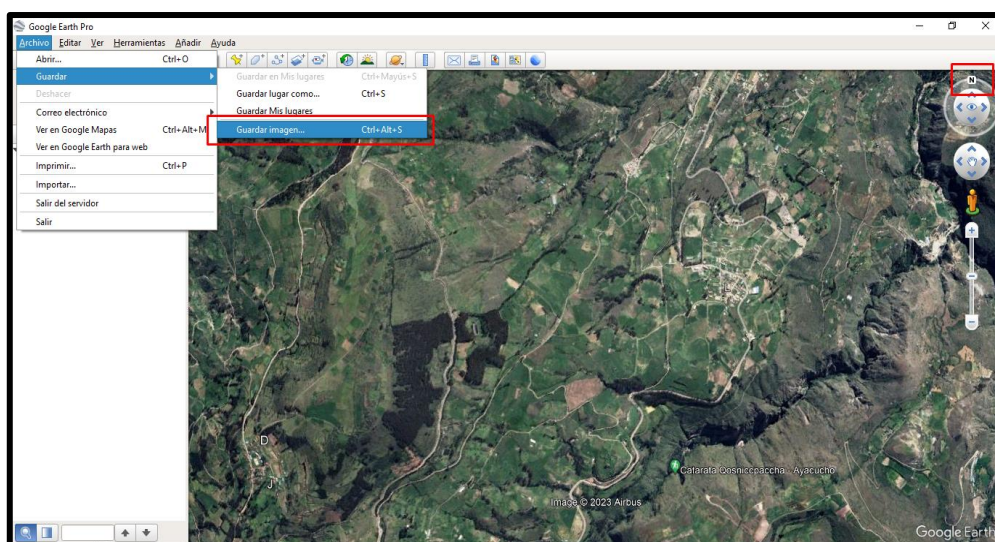 Google Earth Pro
Archivo Editar Ver Herramientas Añadir Ayuda
Abrir... Ctrl+O
Guardar
Deshacer
Correo electrónico
Ver en Google Mapas Ctrl+Alt+M
Ver en Google Earth para web
Imprimir... Ctrl+P
Importar...
Salir del servidor
Salir
Guardar en Mis lugares Ctrl+Mayús+S
Guardar lugar como... Ctrl+S
Guardar Mis lugares
Guardar imagen... Ctrl+Alt+S
N
D
J
Catarata Qosniccpaccha - Ayacucho
Image © 2023 Airbus
Google Earth